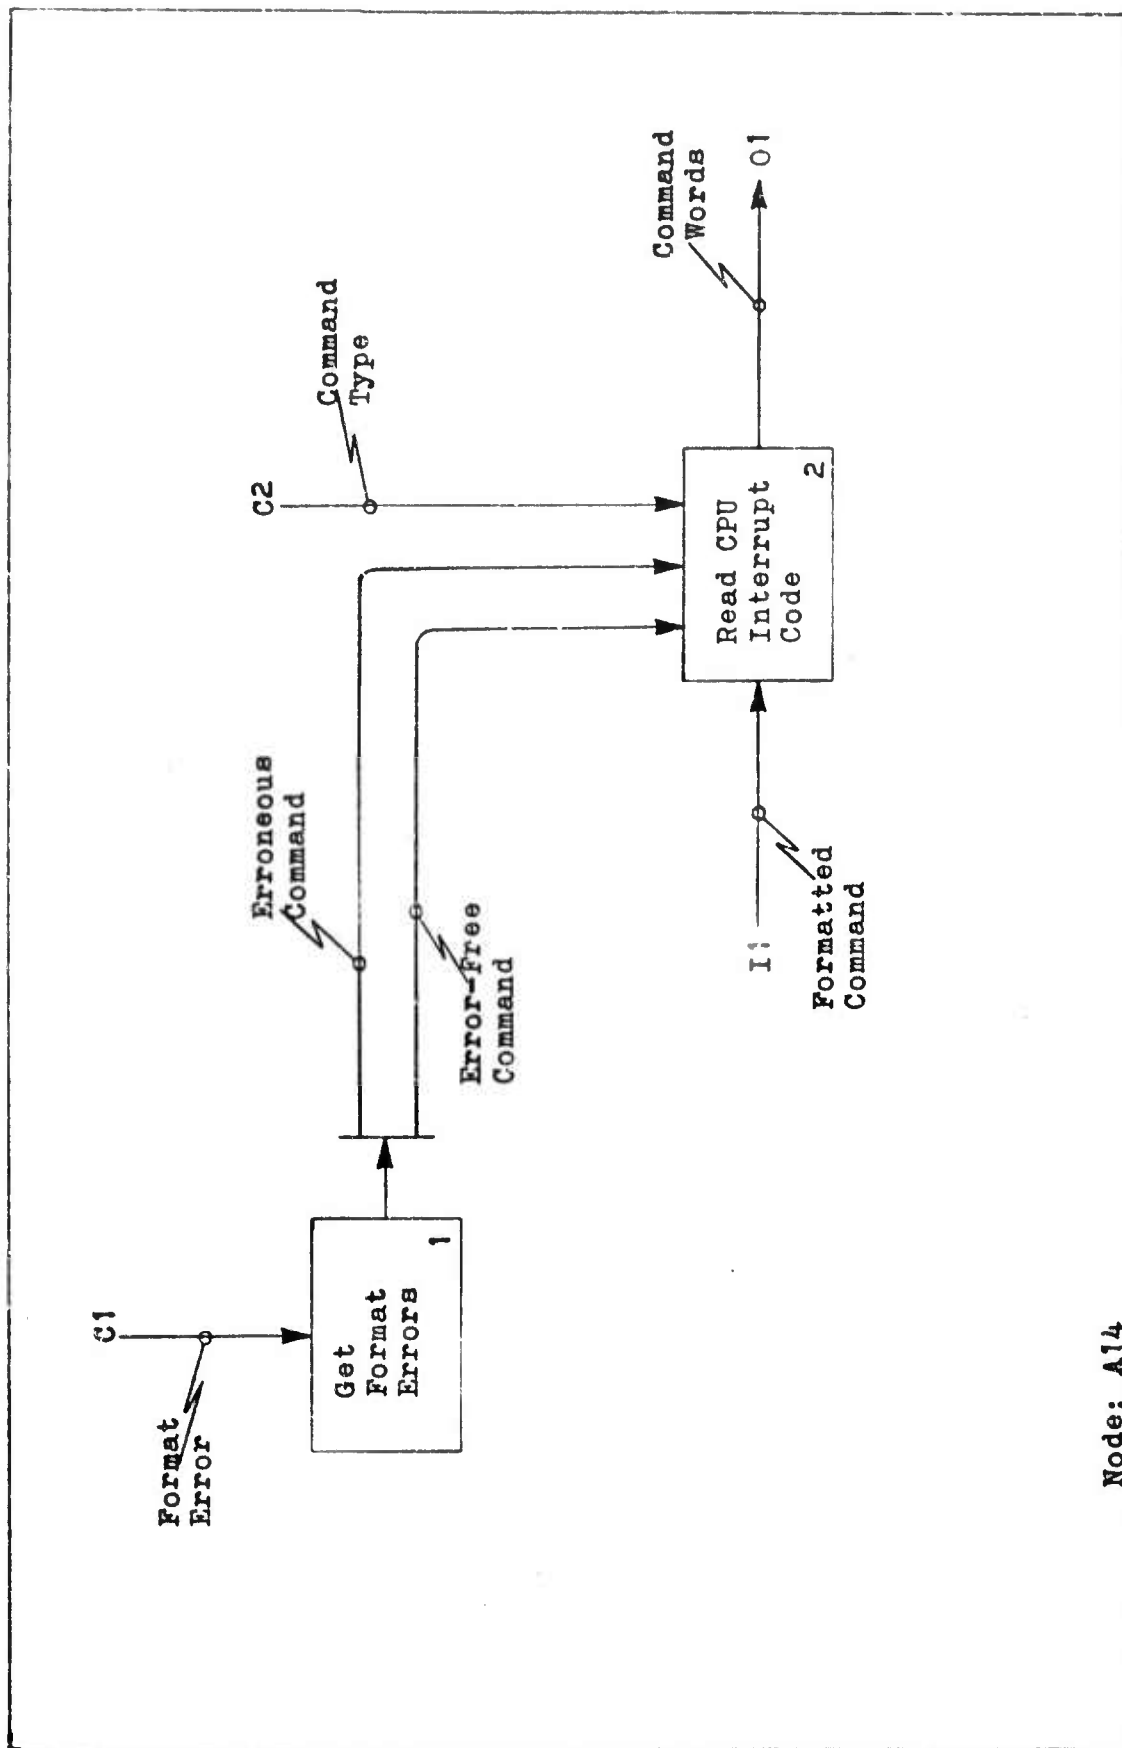 C1
Format
Error
Get
Format
Errors
1
Erroneous
Command
Error-Free
Command
C2
Command
Type
Read CPU
Interrupt
Code
2
I1
Formatted
Command
Command
Words
O1
Node: A14